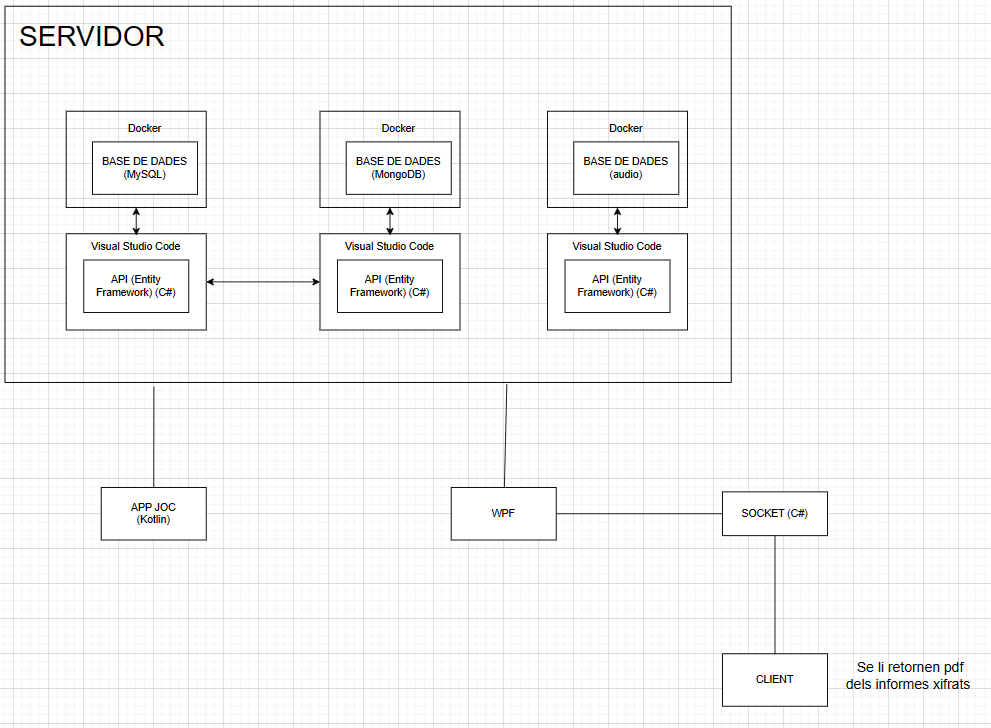 SERVIDOR
Docker
BASE DE DADES
(MySQL)
Docker
BASE DE DADES
(MongoDB)
Docker
BASE DE DADES
(audio)
Visual Studio Code
API (Entity
Framework) (C#)
Visual Studio Code
API (Entity
Framework) (C#)
Visual Studio Code
API (Entity
Framework) (C#)
APP JOC
(Kotlin)
WPF
SOCKET (C#)
CLIENT
Se li retornen pdf
dels informes xifrats